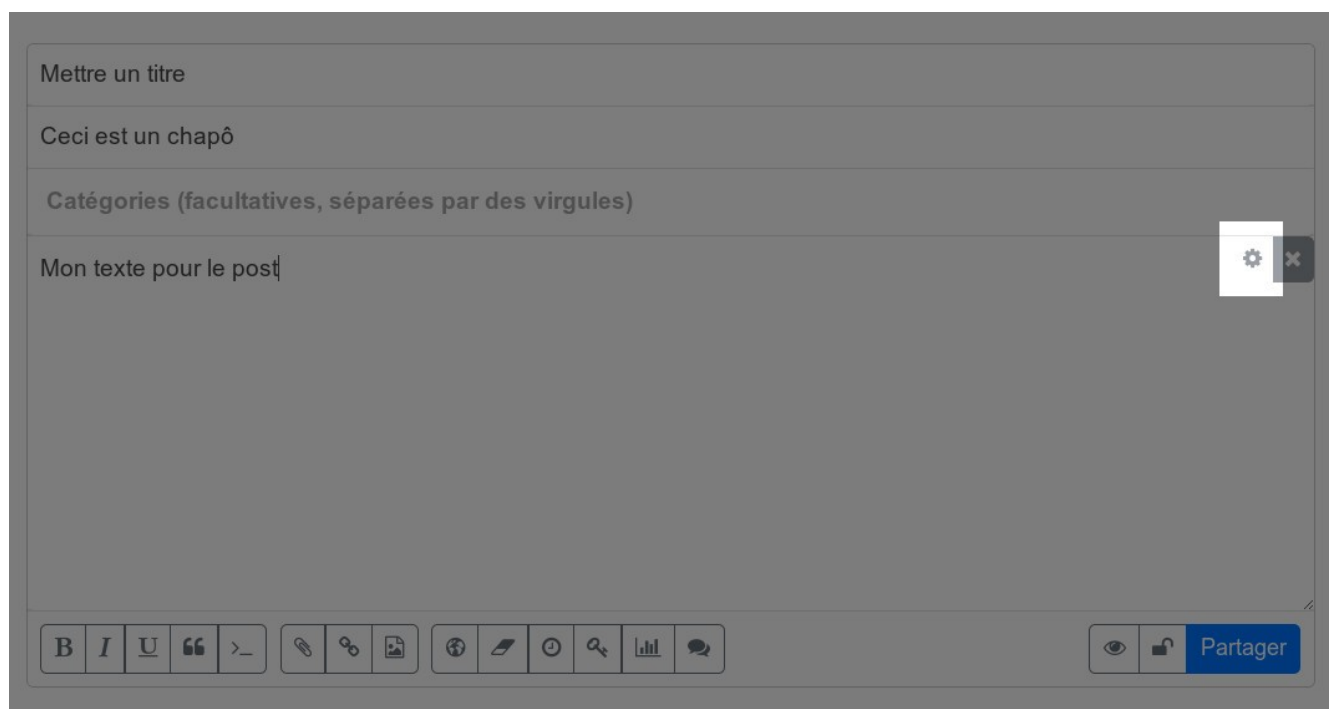 Mettre un titre
Ceci est un chapô
Catégories (facultatives, séparées par des virgules)
Mon texte pour le post
B I U
Partager